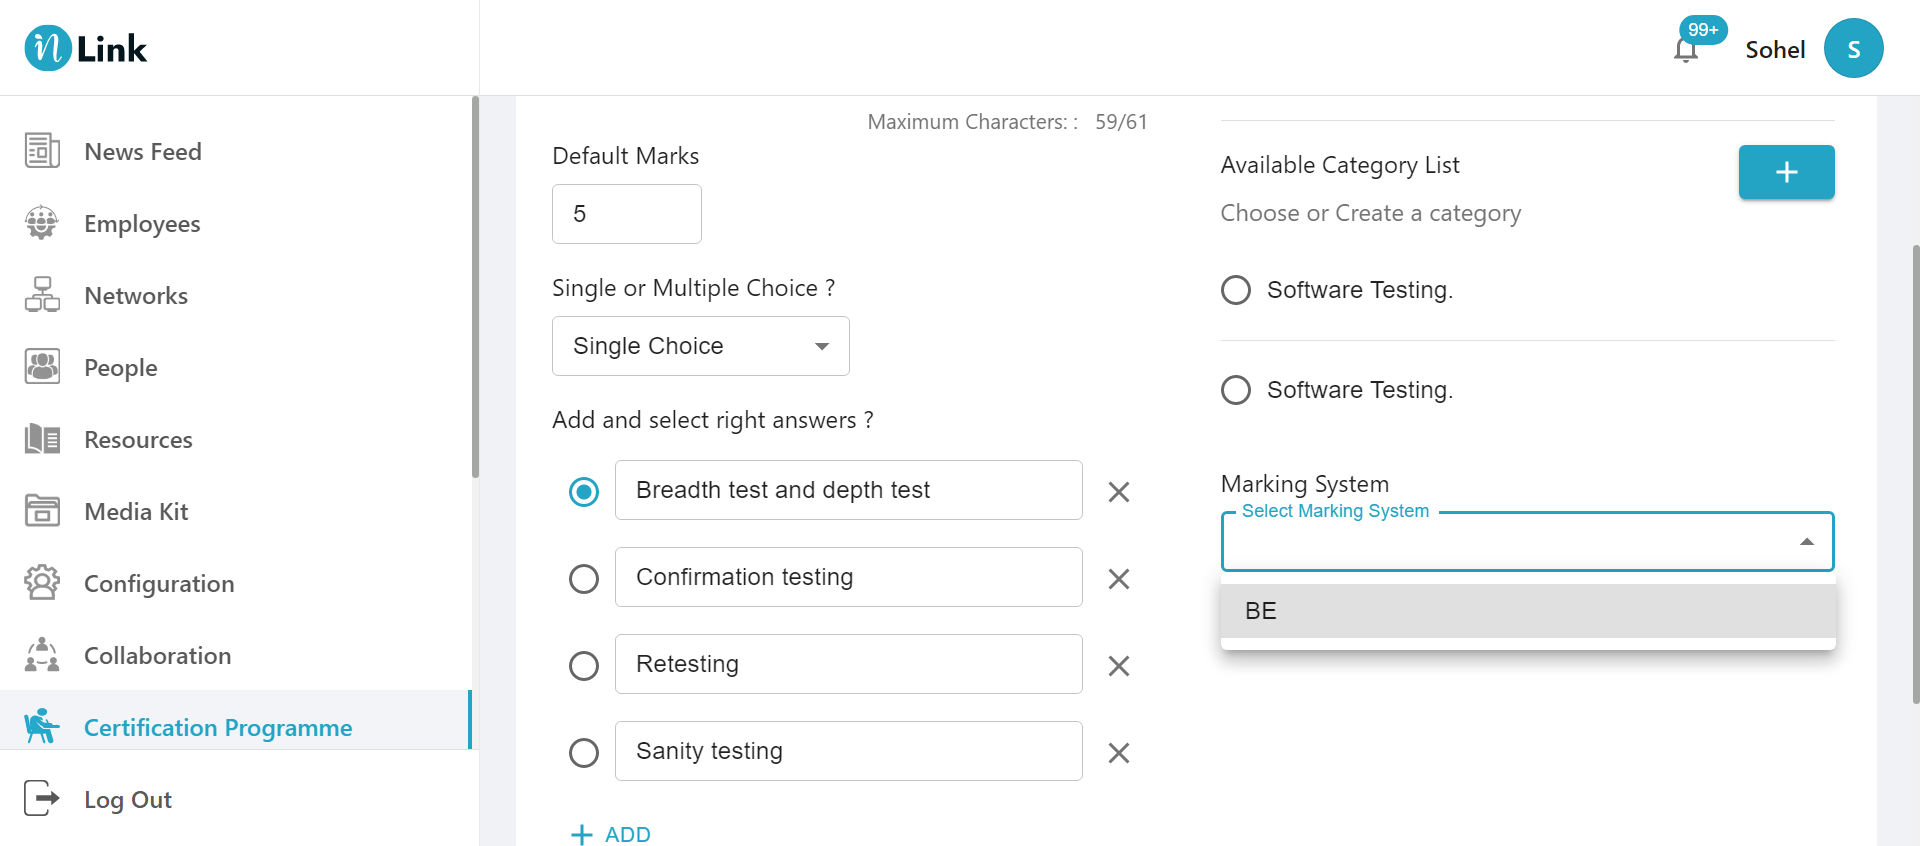 n Link
99+
Sohel
S
News Feed
Employees
Networks
People
Resources
Media Kit
Configuration
Collaboration
Certification Programme
Log Out
Maximum Characters: : 59/61
Default Marks
5
Single or Multiple Choice ?
Single Choice
Add and select right answers ?
Breadth test and depth test
Confirmation testing
Retesting
Sanity testing
ADD
Available Category List
Choose or Create a category
Software Testing.
Software Testing.
Marking System
Select Marking System
BE